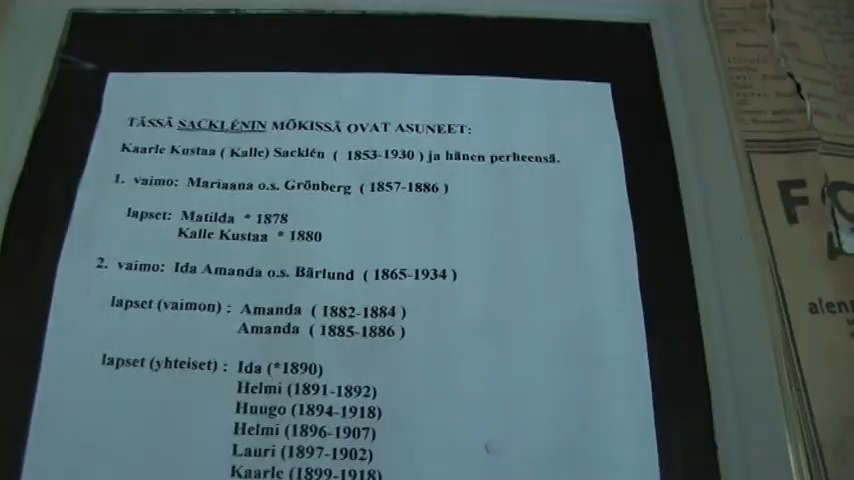 TÄSSÄ SACKLÉNIN MÖKISSÄ OVAT ASUNEET:
Kaarle Kustaa (Kalle) Sacklén ( 1853-1930 ) ja hänen perheensä.
1. vaimo: Mariaana o.s. Grönberg ( 1857-1886 )
lapset: Matilda * 1878
Kalle Kustaa * 1880
2. vaimo: Ida Amanda o.s. Bärlund ( 1865-1934 )
lapset (vaimon) : Amanda ( 1882-1884 )
Amanda ( 1885-1886 )
lapset (yhteiset) : Ida (*1890)
Helmi (1891-1892)
Huugo (1894-1918)
Helmi (1896-1907)
Lauri (1897-1902)
Kaarle (1899-1918)